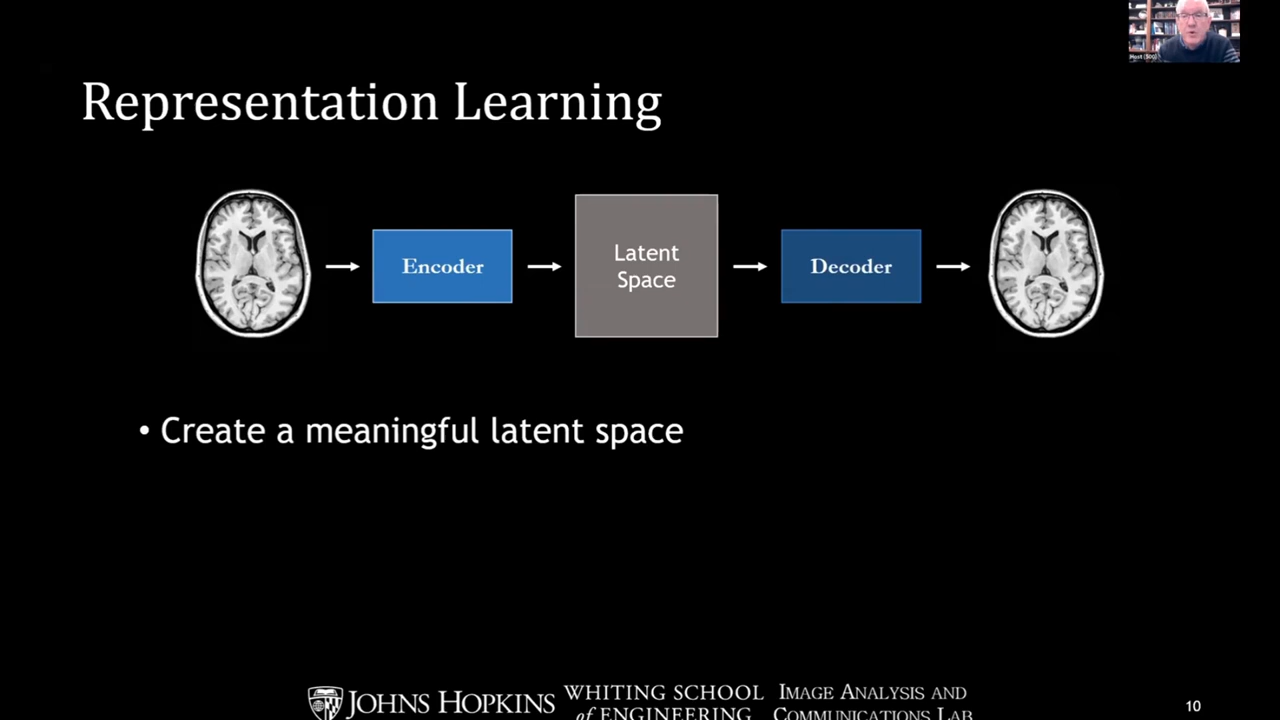 Representation Learning
Encoder
Latent
Space
Decoder
• Create a meaningful latent space
JOHNS HOPKINS
WHITING SCHOOL
of ENGINEERING
IMAGE ANALYSIS AND
COMMUNICATIONS LAB
10